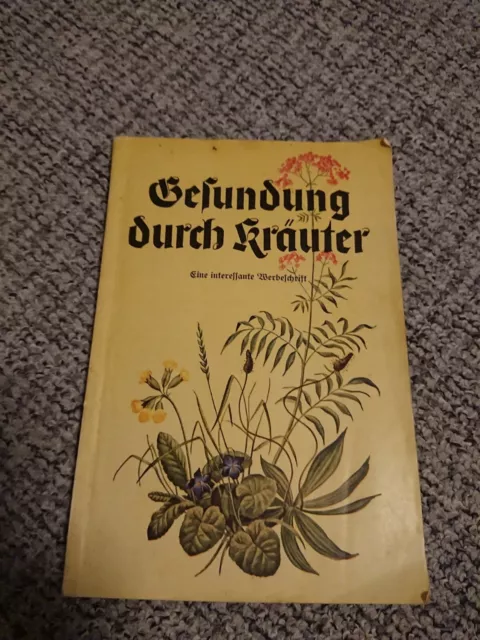 Gesundung
durch Kräuter
Eine interessante Werbeschrift